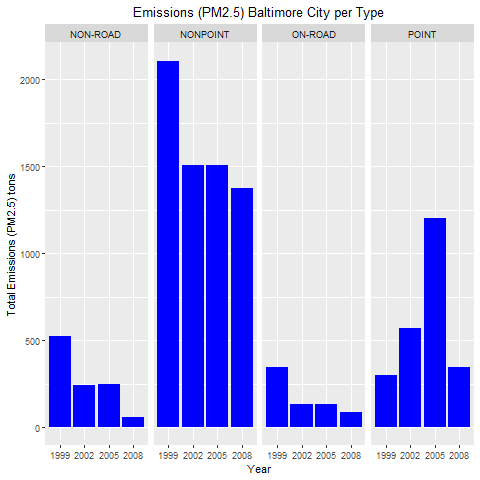 Emissions (PM2.5) Baltimore City per Type
NON-ROAD NONPOINT ON-ROAD POINT
Total Emissions (PM2.5) tons
2000
1500
1000
500
0
1999 2002 2005 2008 1999 2002 2005 2008 1999 2002 2005 2008 1999 2002 2005 2008
Year